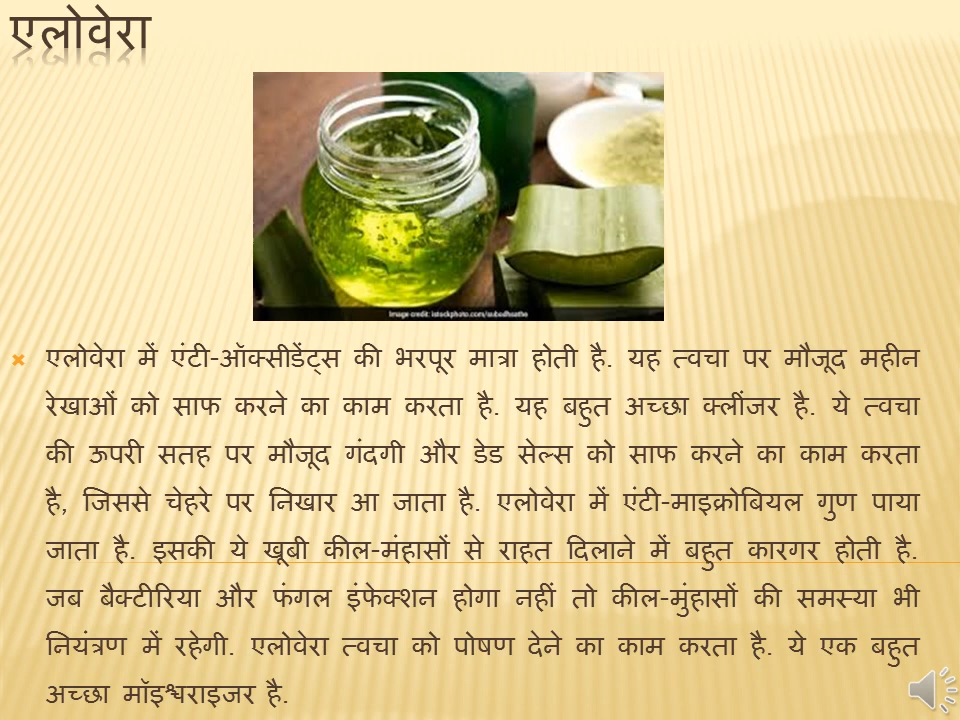 एलोवेरा
Image credit: istockphoto.com/subodhsathe
एलोवेरा में एंटी-ऑक्सीडेंट्स की भरपूर मात्रा होती है. यह त्वचा पर मौजूद महीन
रेखाओं को साफ करने का काम करता है. यह बहुत अच्छा क्लींजर है. ये त्वचा
की ऊपरी सतह पर मौजूद गंदगी और डेड सेल्स को साफ करने का काम करता
है, जिससे चेहरे पर निखार आ जाता है. एलोवेरा में एंटी-माइक्रोबियल गुण पाया
जाता है. इसकी ये खूबी कील-मंहासों से राहत दिलाने में बहुत कारगर होती है.
जब बैक्टीरिया और फंगल इंफेक्शन होगा नहीं तो कील-मुंहासों की समस्या भी
नियंत्रण में रहेगी. एलोवेरा त्वचा को पोषण देने का काम करता है. ये एक बहुत
अच्छा मॉइश्चराइजर है.